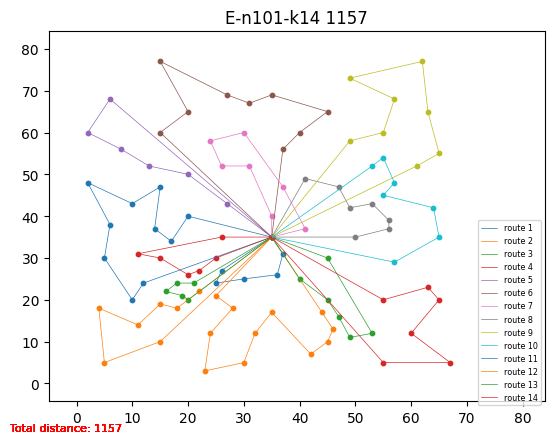 E-n101-k14 1157
80
70
60
50
40
30
20
10
0
route 1
route 2
route 3
route 4
route 5
route 6
route 7
route 8
route 9
route 10
route 11
route 12
route 13
route 14
0 10 20 30 40 50 60 70 80
Total distance: 1157